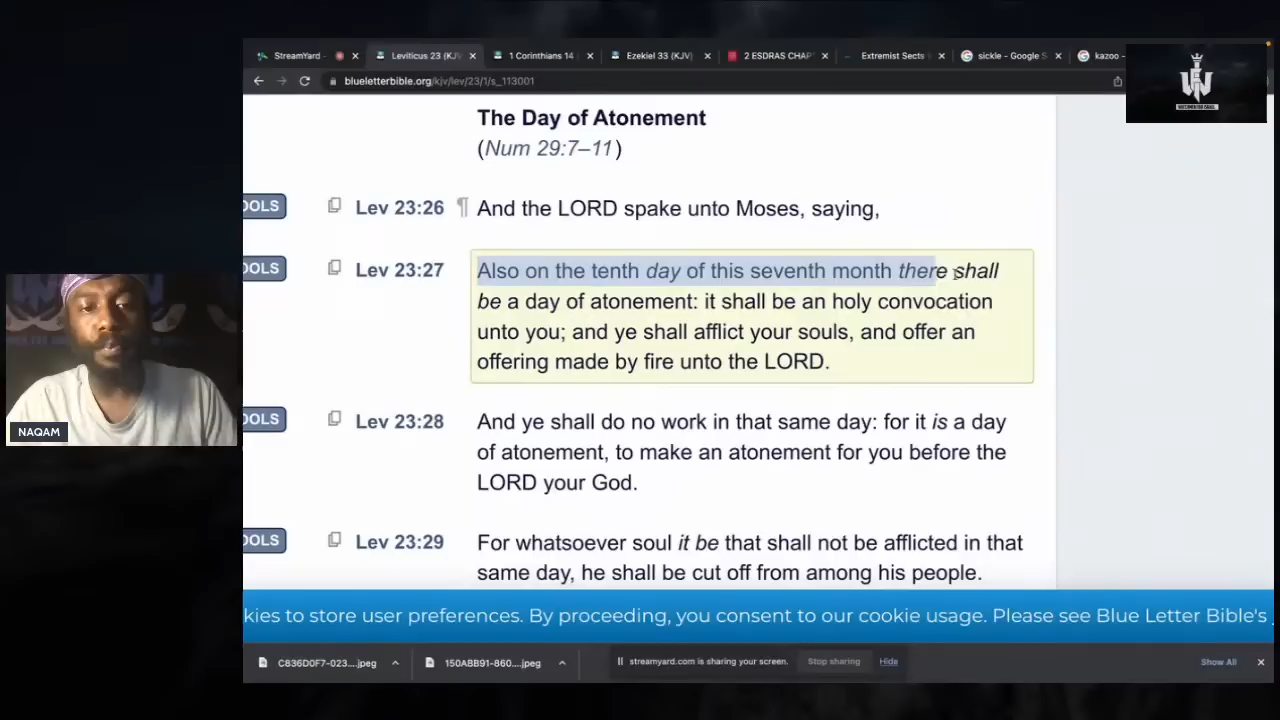 StreamYard
Leviticus 23 (KJ
1 Corinthians 14
Ezekiel 33 (KJV)
2 ESDRAS CHAP
Extremist Sects
sickle - Google S
kazoo -
blueletterbible.org/kjv/lev/23/1/s_113001
The Day of Atonement
(Num 29:7–11)
OOLS Lev 23:26 ¶ And the LORD spake unto Moses, saying,
OOLS Lev 23:27 Also on the tenth day of this seventh month there shall
be a day of atonement: it shall be an holy convocation
unto you; and ye shall afflict your souls, and offer an
offering made by fire unto the LORD.
NAQAM
OOLS Lev 23:28 And ye shall do no work in that same day: for it is a day
of atonement, to make an atonement for you before the
LORD your God.
OOLS Lev 23:29 For whatsoever soul it be that shall not be afflicted in that
same day, he shall be cut off from among his people.
kies to store user preferences. By proceeding, you consent to our cookie usage. Please see Blue Letter Bible's
C836D0F7-023....jpeg
150ABB91-860....jpeg
streamyard.com is sharing your screen.
Stop sharing
Hide
Show All